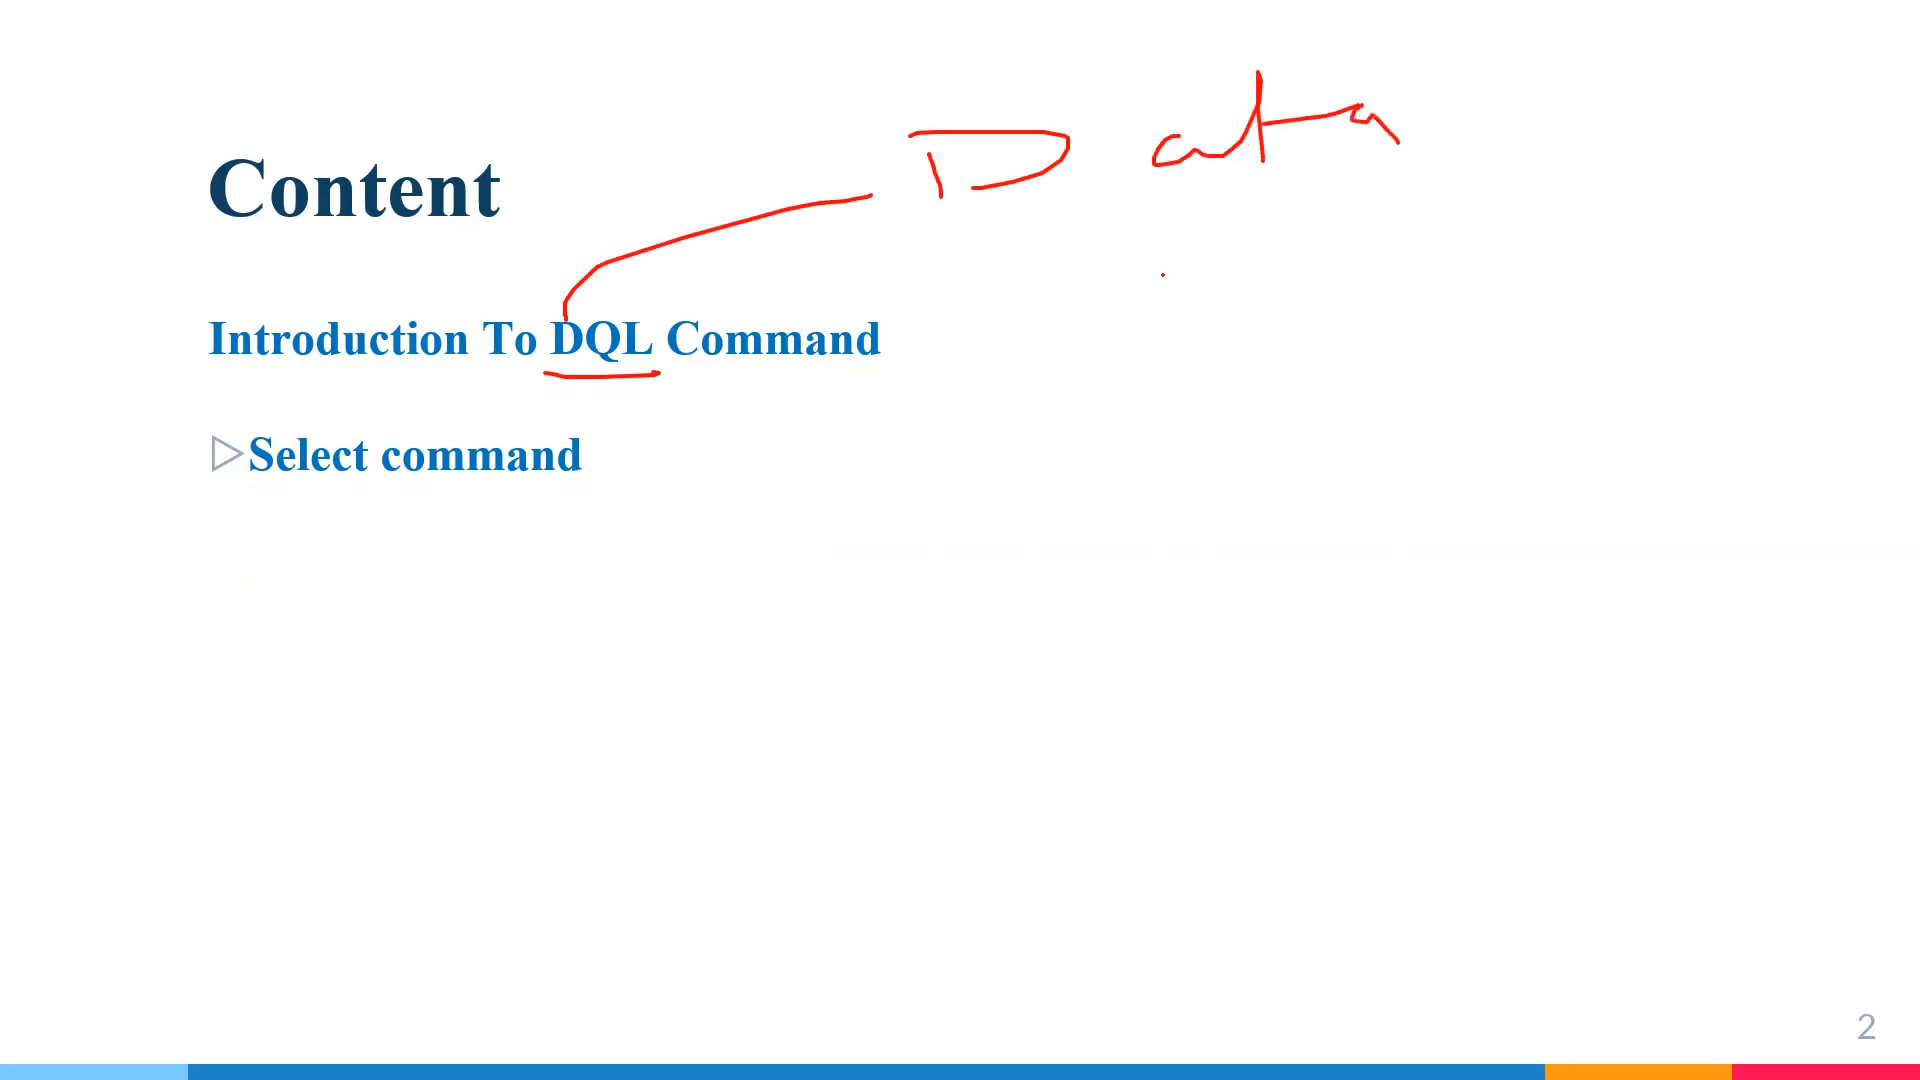 Data
Content
Introduction To DQL Command
Select command
2